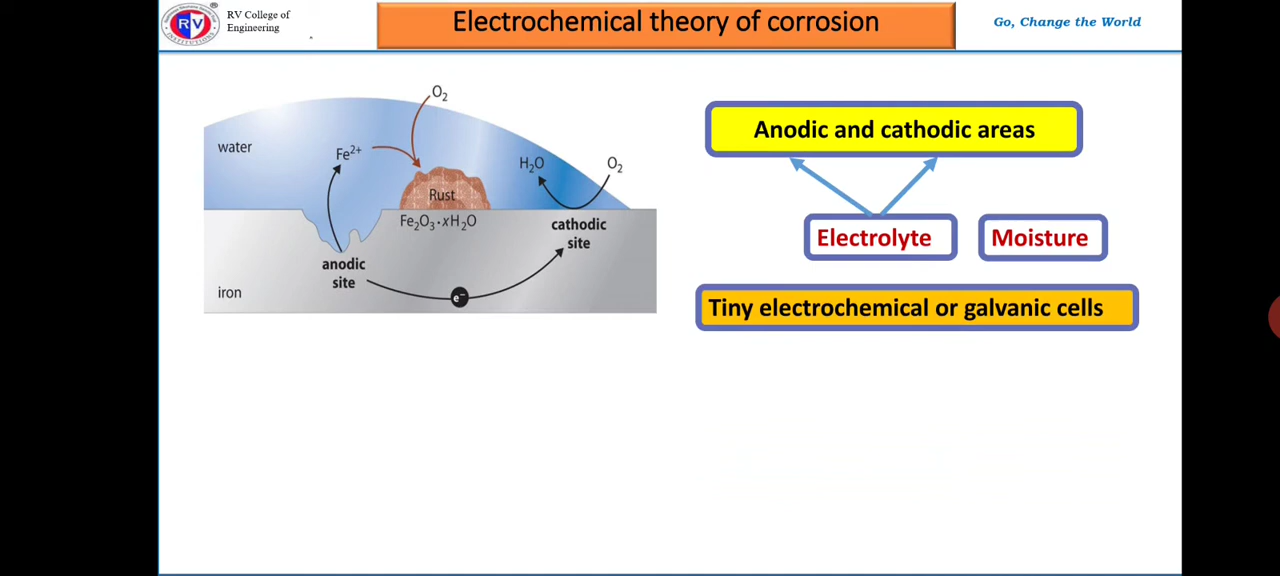 RV College of
Engineering
RV
Electrochemical theory of corrosion
Go, Change the World
O₂
water
Fe²⁺
H₂O
O₂
Rust
Fe₂O₃·xH₂O
cathodic
site
anodic
site
iron
e⁻
Anodic and cathodic areas
Electrolyte
Moisture
Tiny electrochemical or galvanic cells